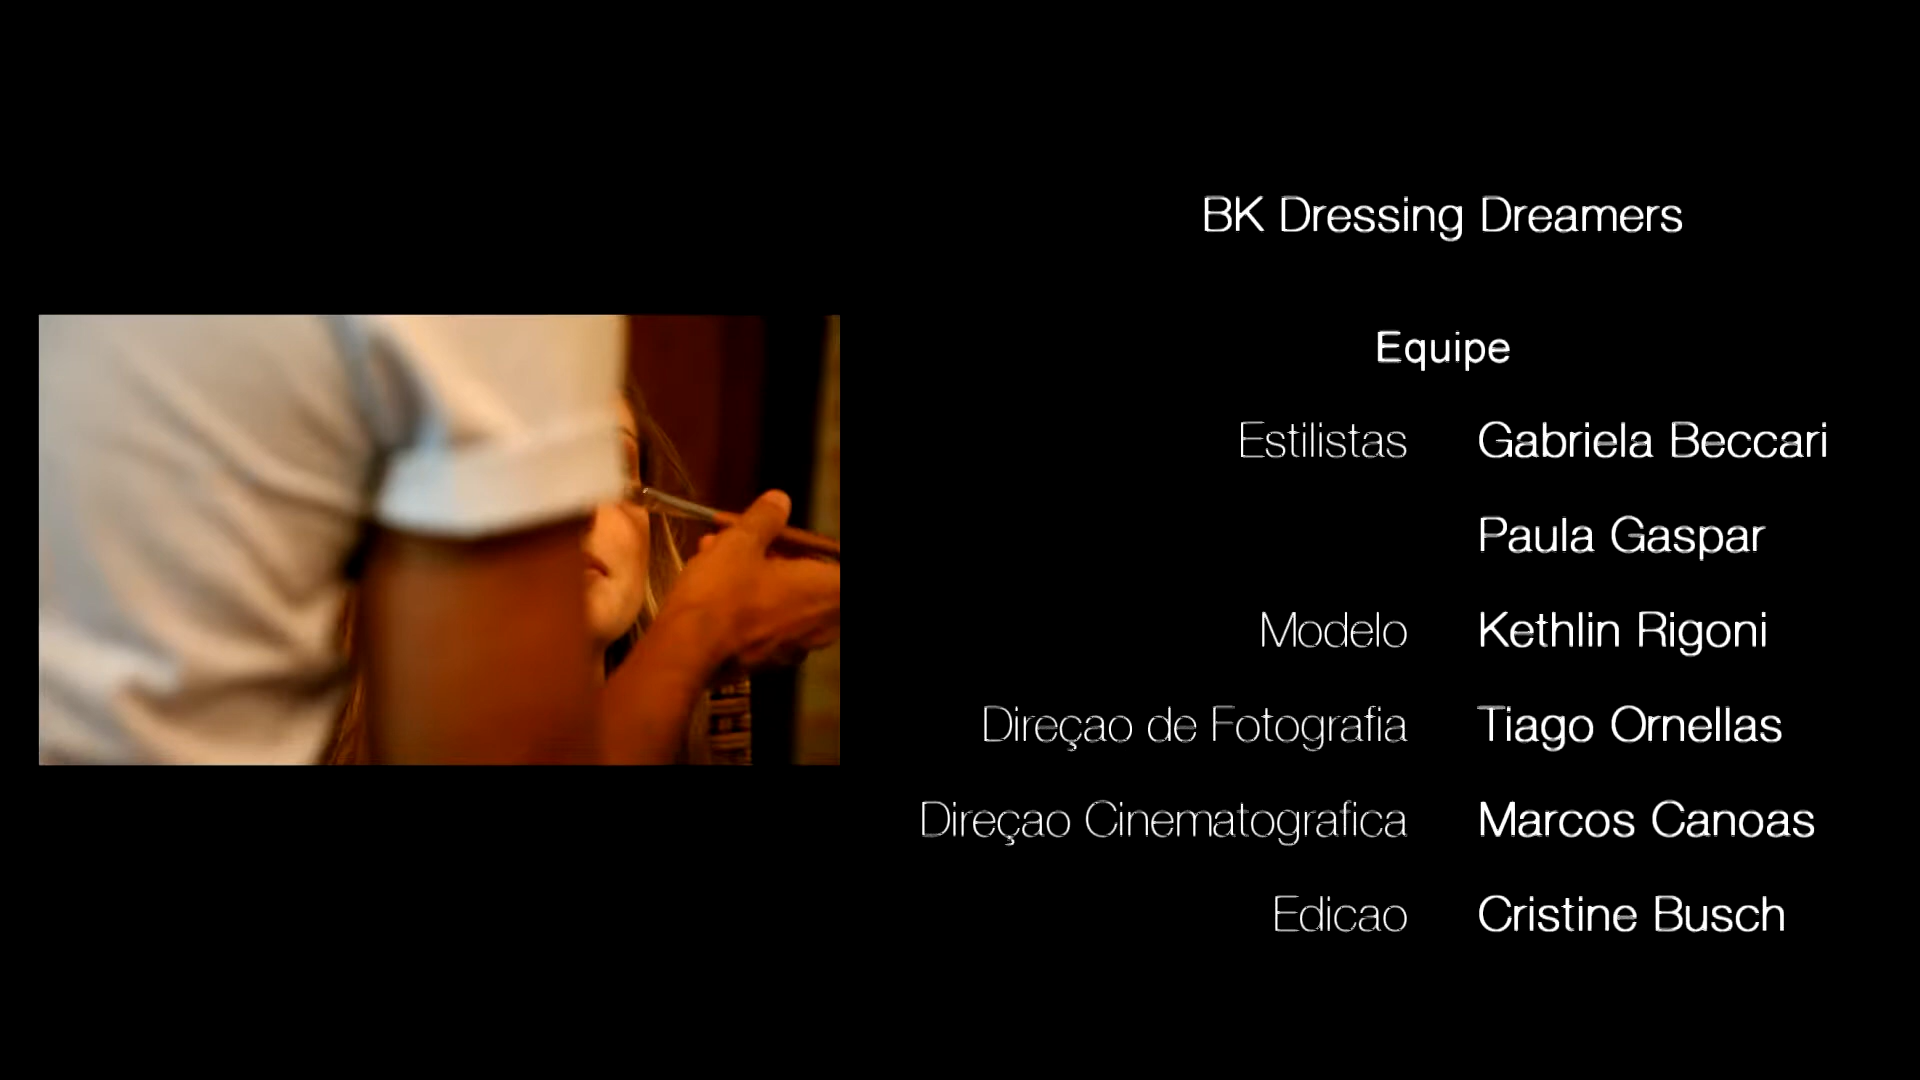 BK Dressing Dreamers
Equipe
Estilistas Gabriela Beccari
Paula Gaspar
Modelo Kethlin Rigoni
Direçao de Fotografia Tiago Ornellas
Direçao Cinematografica Marcos Canoas
Edicao Cristine Busch